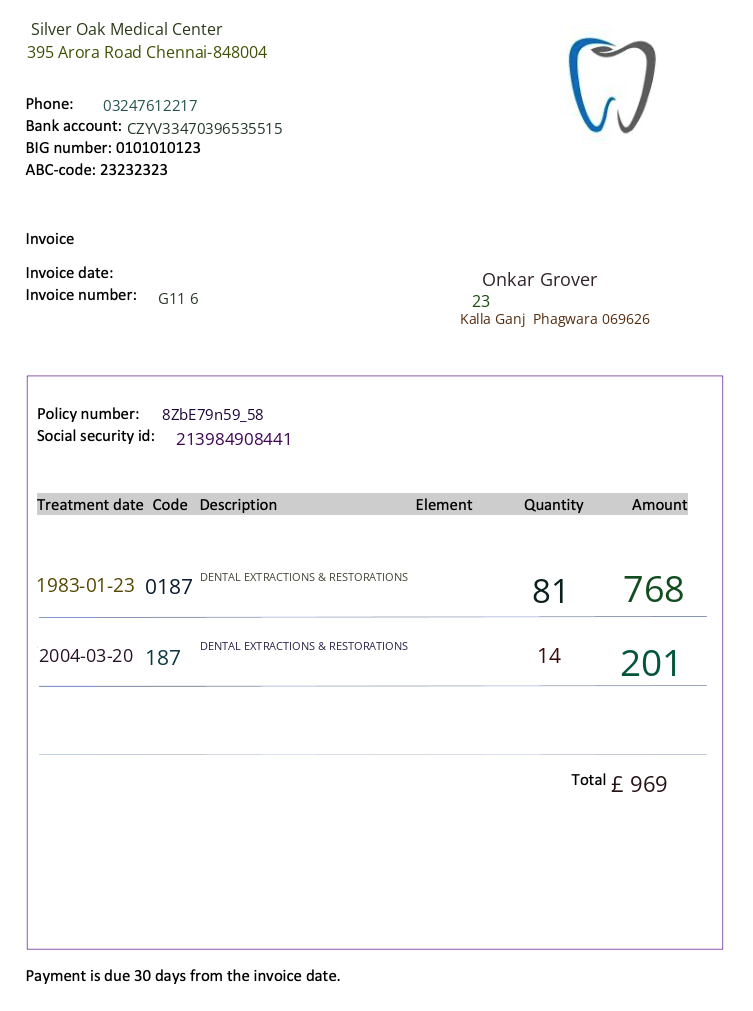 Silver Oak Medical Center
395 Arora Road Chennai-848004
Phone: 03247612217
Bank account: CZYV33470396535515
BIG number: 0101010123
ABC-code: 23232323
Invoice
Invoice date:
Invoice number: G11 6
Onkar Grover
23
Kalla Ganj Phagwara 069626
Policy number: 8ZbE79n59_58
Social security id: 213984908441
Treatment date Code Description Element Quantity Amount
1983-01-23 0187 DENTAL EXTRACTIONS & RESTORATIONS 81 768
2004-03-20 187 DENTAL EXTRACTIONS & RESTORATIONS 14 201
Total £ 969
Payment is due 30 days from the invoice date.